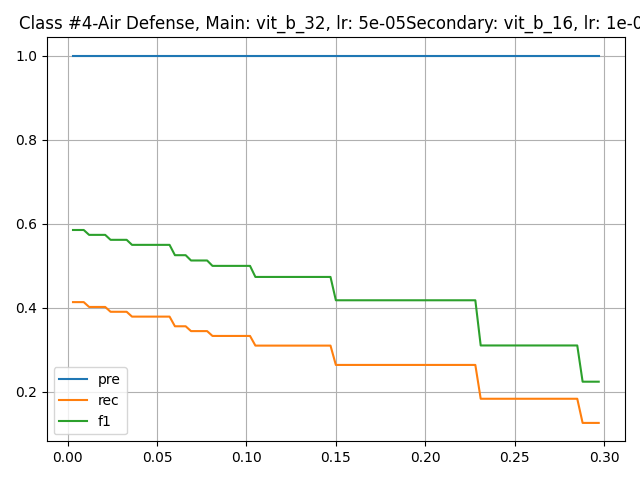 Class #4-Air Defense, Main: vit_b_32, lr: 5e-05Secondary: vit_b_16, lr: 1e-0
1.0
0.8
0.6
0.4
0.2
pre
rec
f1
0.00 0.05 0.10 0.15 0.20 0.25 0.30